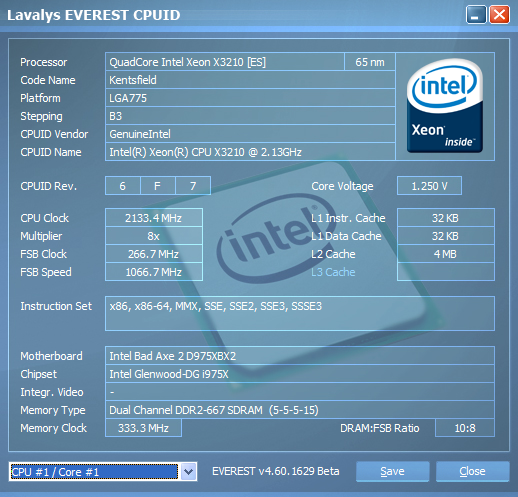 Lavalys EVEREST CPUID
Processor QuadCore Intel Xeon X3210 [ES] 65 nm
Code Name Kentsfield
Platform LGA775
Stepping B3
CPUID Vendor GenuineIntel
CPUID Name Intel(R) Xeon(R) CPU X3210 @ 2.13GHz
intel
Xeon
inside™
CPUID Rev. 6 F 7 Core Voltage 1.250 V
CPU Clock 2133.4 MHz L1 Instr. Cache 32 KB
Multiplier 8x L1 Data Cache 32 KB
FSB Clock 266.7 MHz L2 Cache 4 MB
FSB Speed 1066.7 MHz L3 Cache
intel
Instruction Set x86, x86-64, MMX, SSE, SSE2, SSE3, SSSE3
Motherboard Intel Bad Axe 2 D975XBX2
Chipset Intel Glenwood-DG i975X
Integr. Video -
Memory Type Dual Channel DDR2-667 SDRAM (5-5-5-15)
Memory Clock 333.3 MHz DRAM:FSB Ratio 10:8
CPU #1 / Core #1 EVEREST v4.60.1629 Beta Save Close